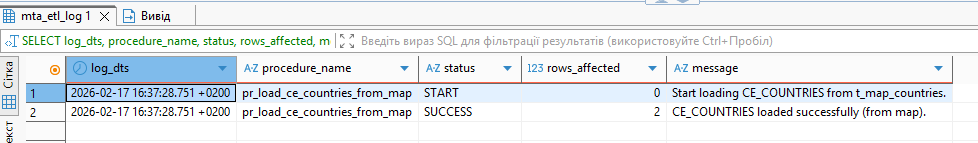 mta_etl_log 1
Вивід
SELECT log_dts, procedure_name, status, rows_affected, m
Введіть вираз SQL для фільтрації результатів (використовуйте Ctrl+Пробіл)
Сітка
log_dts A-Z procedure_name A-Z status 123 rows_affected A-Z message
1 2026-02-17 16:37:28.751 +0200 pr_load_ce_countries_from_map START 0 Start loading CE_COUNTRIES from t_map_countries.
2 2026-02-17 16:37:28.751 +0200 pr_load_ce_countries_from_map SUCCESS 2 CE_COUNTRIES loaded successfully (from map).
екст